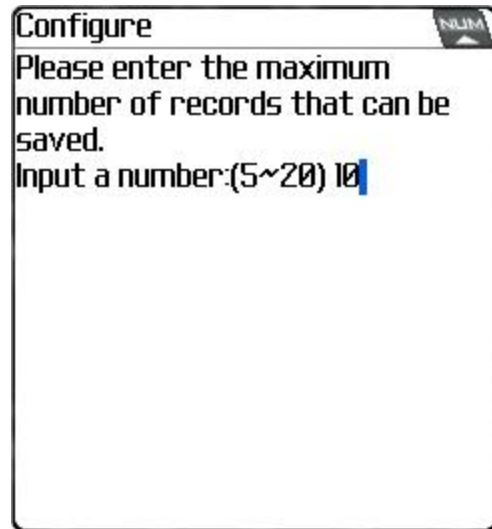 Configure
NUM
Please enter the maximum
number of records that can be
saved.
Input a number:(5~20) 10